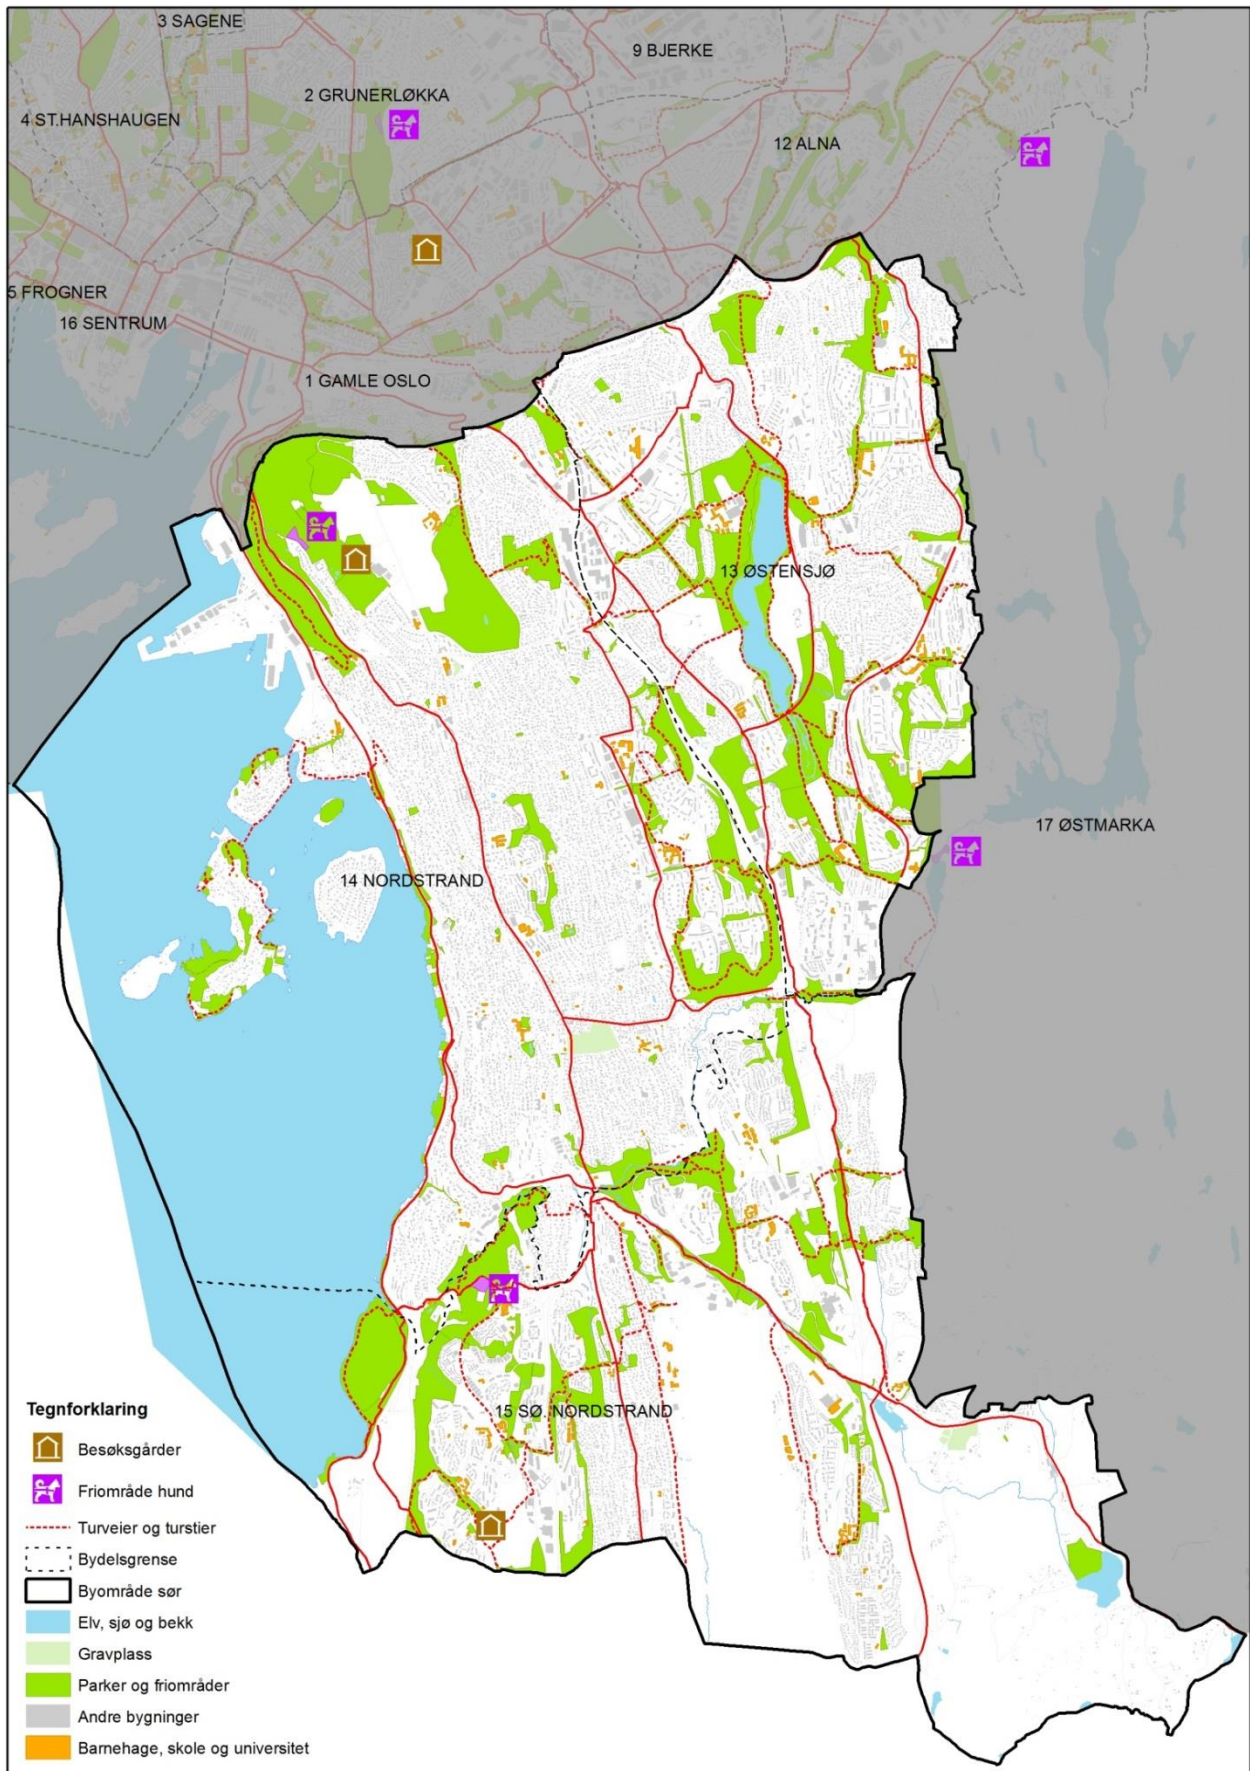 3 SAGENE
9 BJERKE
2 GRUNERLØKKA
4 ST.HANSHAUGEN
12 ALNA
5 FROGNER
16 SENTRUM
1 GAMLE OSLO
13 ØSTENSJØ
17 ØSTMARKA
14 NORDSTRAND
15 SØ. NORDSTRAND
Tegnforklaring
Besøksgårder
Friområde hund
Turveier og turstier
Bydelsgrense
Byområde sør
Elv, sjø og bekk
Gravplass
Parker og friområder
Andre bygninger
Barnehage, skole og universitet